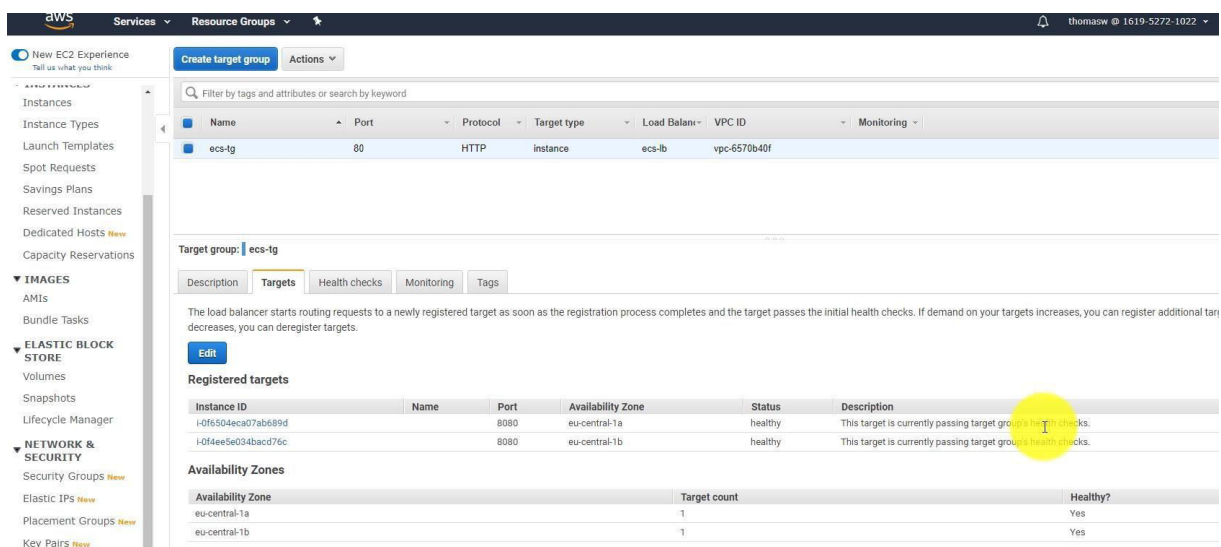 aws Services Resource Groups thomasw @ 1619-5272-1022
New EC2 Experience
Tell us what you think
INSTANCES
Instances
Instance Types
Launch Templates
Spot Requests
Savings Plans
Reserved Instances
Dedicated Hosts New
Capacity Reservations
IMAGES
AMIs
Bundle Tasks
ELASTIC BLOCK
STORE
Volumes
Snapshots
Lifecycle Manager
NETWORK &
SECURITY
Security Groups New
Elastic IPs New
Placement Groups New
Key Pairs New
Create target group Actions
Filter by tags and attributes or search by keyword
Name Port Protocol Target type Load Balanc VPC ID Monitoring
ecs-tg 80 HTTP instance ecs-lb vpc-6570b40f
Target group: ecs-tg
Description Targets Health checks Monitoring Tags
The load balancer starts routing requests to a newly registered target as soon as the registration process completes and the target passes the initial health checks. If demand on your targets increases, you can register additional targ
decreases, you can deregister targets.
Edit
Registered targets
Instance ID Name Port Availability Zone Status Description
i-0f6504eca07ab689d 8080 eu-central-1a healthy This target is currently passing target group's health checks.
i-0f4ee5e034bacd76c 8080 eu-central-1b healthy This target is currently passing target group's health checks.
Availability Zones
Availability Zone Target count Healthy?
eu-central-1a 1 Yes
eu-central-1b 1 Yes